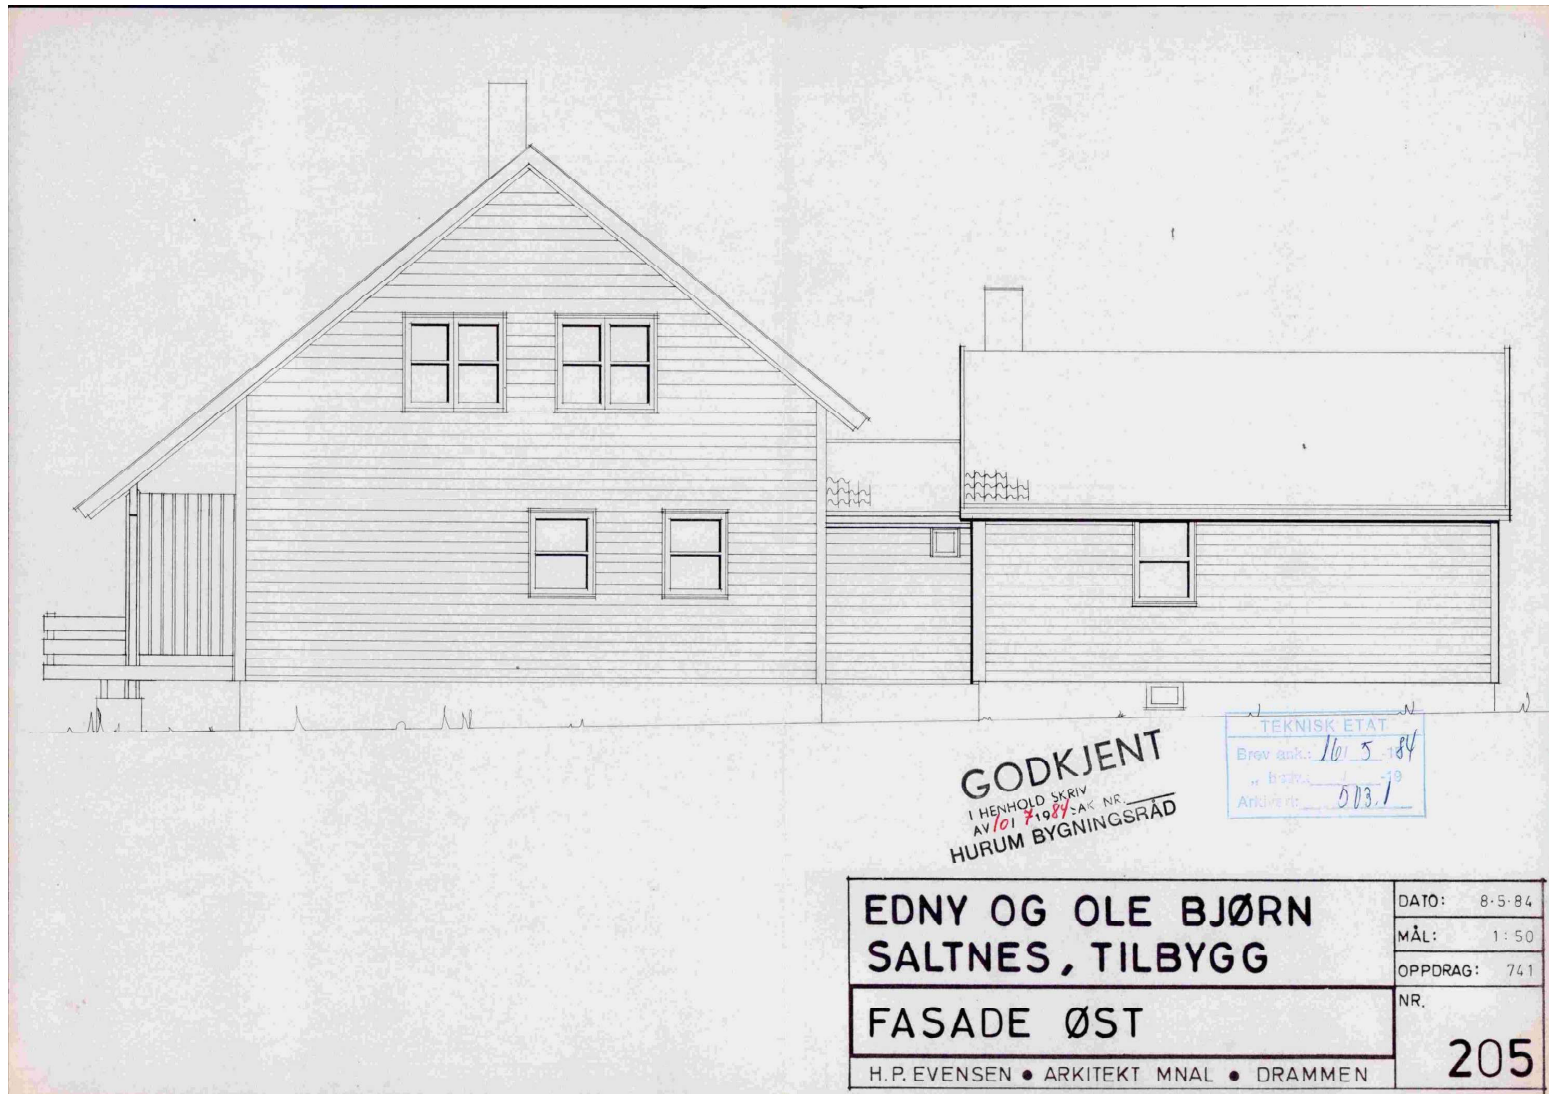 GODKJENT
I HENHOLD SKRIV
AV 10/7 1984 SAK NR.
HURUM BYGNINGSRÅD
TEKNISK ETAT
Brev ank.: 16/5-1984
-19
503.1
EDNY OG OLE BJØRN
SALTNES, TILBYGG
FASADE ØST
H.P. EVENSEN • ARKITEKT MNAL • DRAMMEN
DATO: 8-5-84
MÅL: 1:50
OPPDRAG: 741
NR.
205